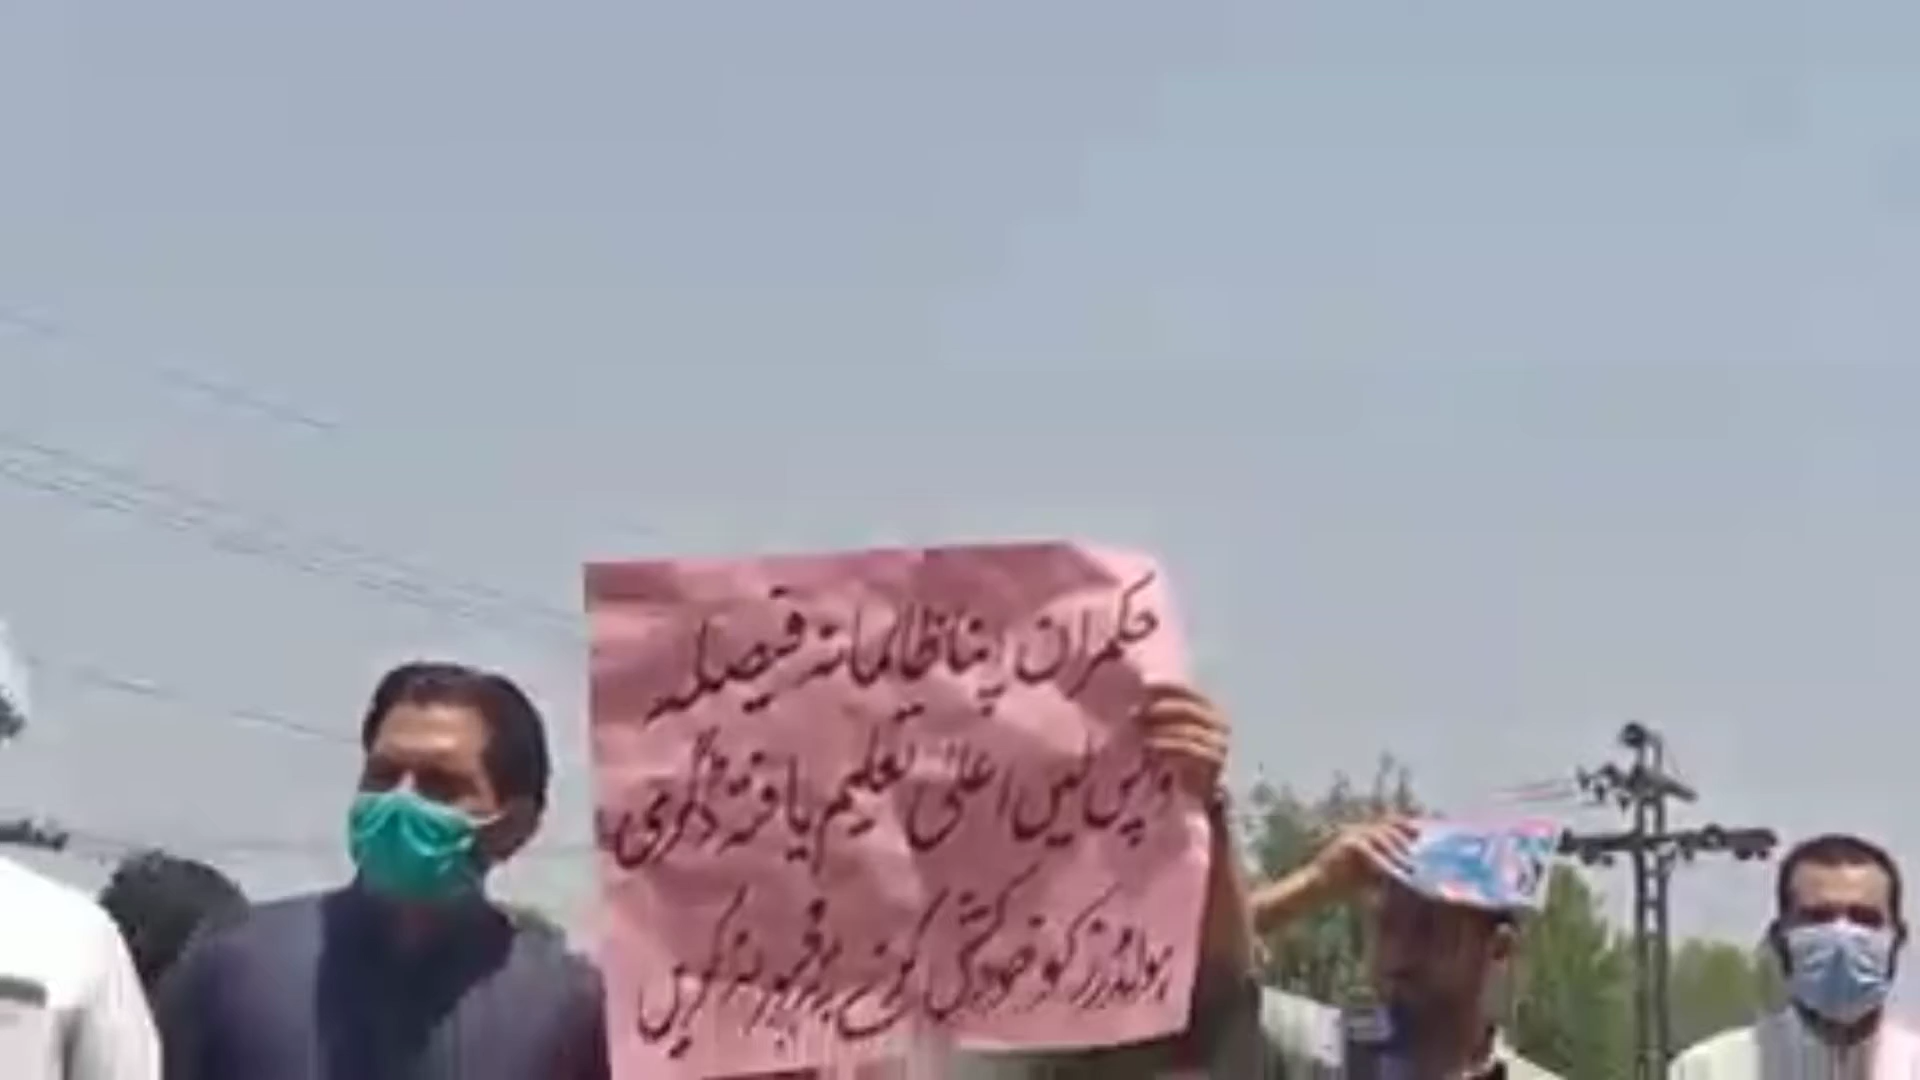 حکمران اپنا ظالمانہ فیصلہ
واپس لیں اعلیٰ تعلیم یافتہ ڈگری
ہولڈرز کو خودکشی کرنے پر مجبور نہ کریں